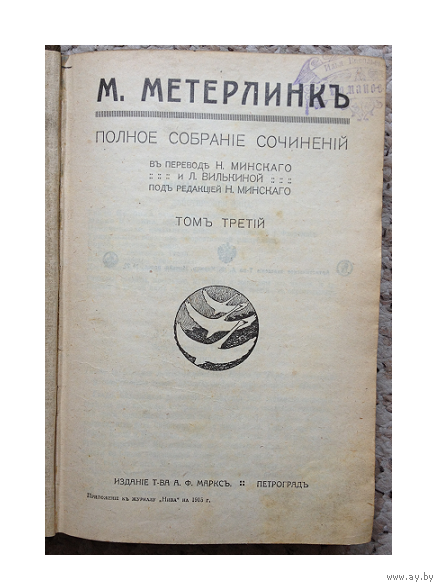 М. МЕТЕРЛИНКЪ
ПОЛНОЕ СОБРАНІЕ СОЧИНЕНІЙ
ВЪ ПЕРЕВОДѢ Н. МИНСКАГО
:: :: И Л. ВИЛЬКИНОЙ :: ::
ПОДЪ РЕДАКЦІЕЙ Н. МИНСКАГО
ТОМЪ ТРЕТІЙ
ИЗДАНІЕ Т-ВА А. Ф. МАРКСЪ. :: ПЕТРОГРАДЪ
Приложеніе къ журналу „Нива" на 1915 г.
www.ay.by